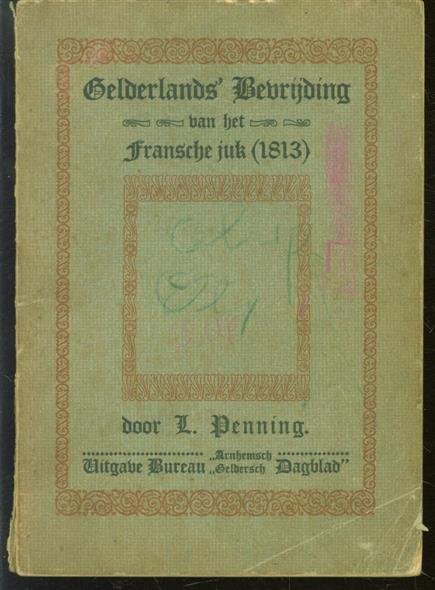 Gelderlands' Bevrijding
van het
Fransche juk (1813)
door L. Penning.
Uitgave Bureau „Arnhemsch „Geldersch Dagblad”